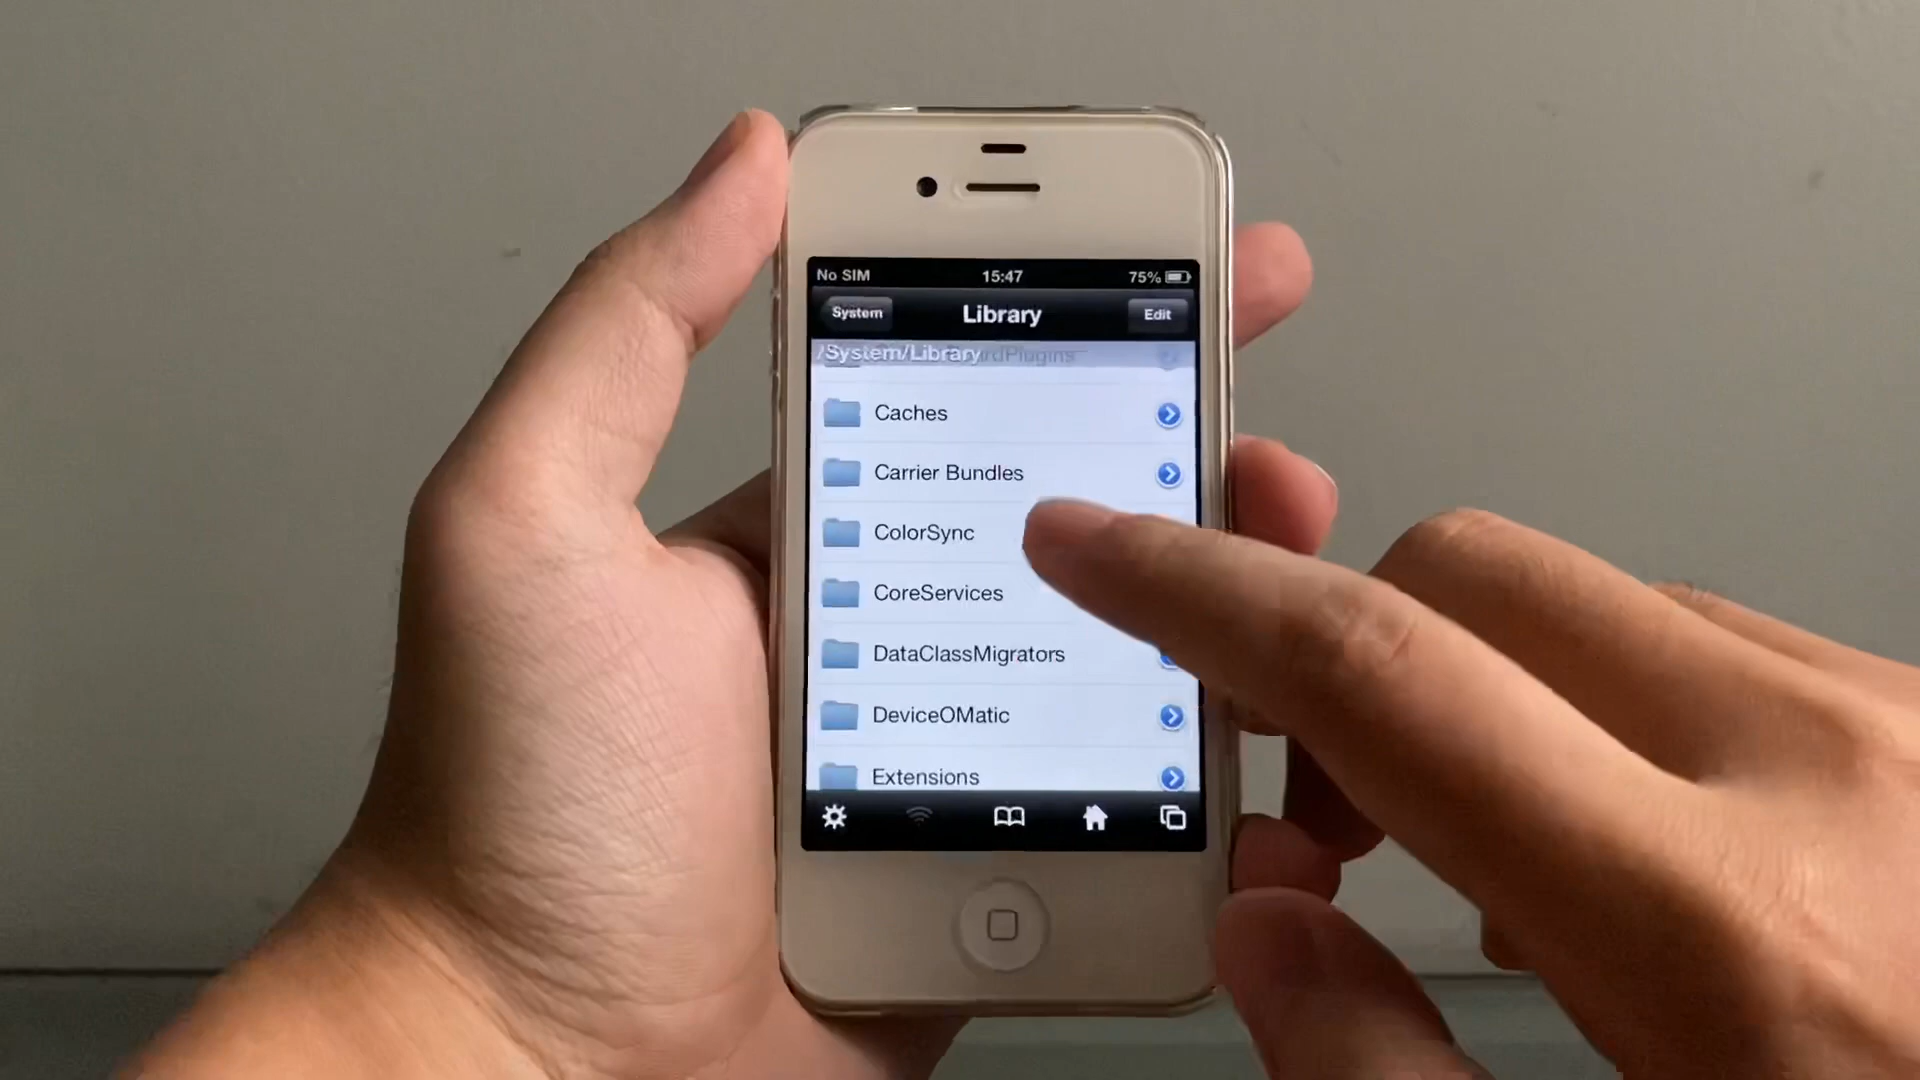 No SIM 15:47 75%
System Library Edit
/System/Library
Caches
Carrier Bundles
ColorSync
CoreServices
DataClassMigrators
DeviceOMatic
Extensions